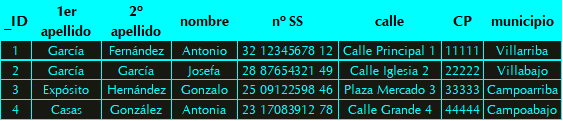 _ID 1er apellido 2º apellido nombre nº SS calle CP municipio
1 García Fernández Antonio 32 12345678 12 Calle Principal 1 11111 Villarriba
2 García García Josefa 28 87654321 49 Calle Iglesia 2 22222 Villabajo
3 Expósito Hernández Gonzalo 25 09122598 46 Plaza Mercado 3 33333 Campoarriba
4 Casas González Antonia 23 17083912 78 Calle Grande 4 44444 Campoabajo